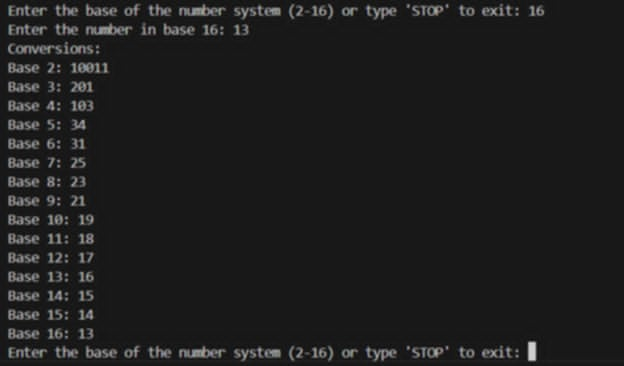 Enter the base of the number system (2-16) or type 'STOP' to exit: 16
Enter the number in base 16: 13
Conversions:
Base 2: 10011
Base 3: 201
Base 4: 103
Base 5: 34
Base 6: 31
Base 7: 25
Base 8: 23
Base 9: 21
Base 10: 19
Base 11: 18
Base 12: 17
Base 13: 16
Base 14: 15
Base 15: 14
Base 16: 13
Enter the base of the number system (2-16) or type 'STOP' to exit: